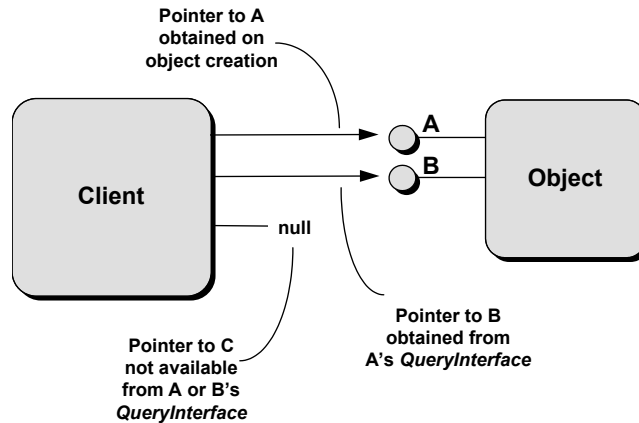 Pointer to A
obtained on
object creation
Client
A
B
Object
null
Pointer to B
obtained from
A's QueryInterface
Pointer to C
not available
from A or B's
QueryInterface